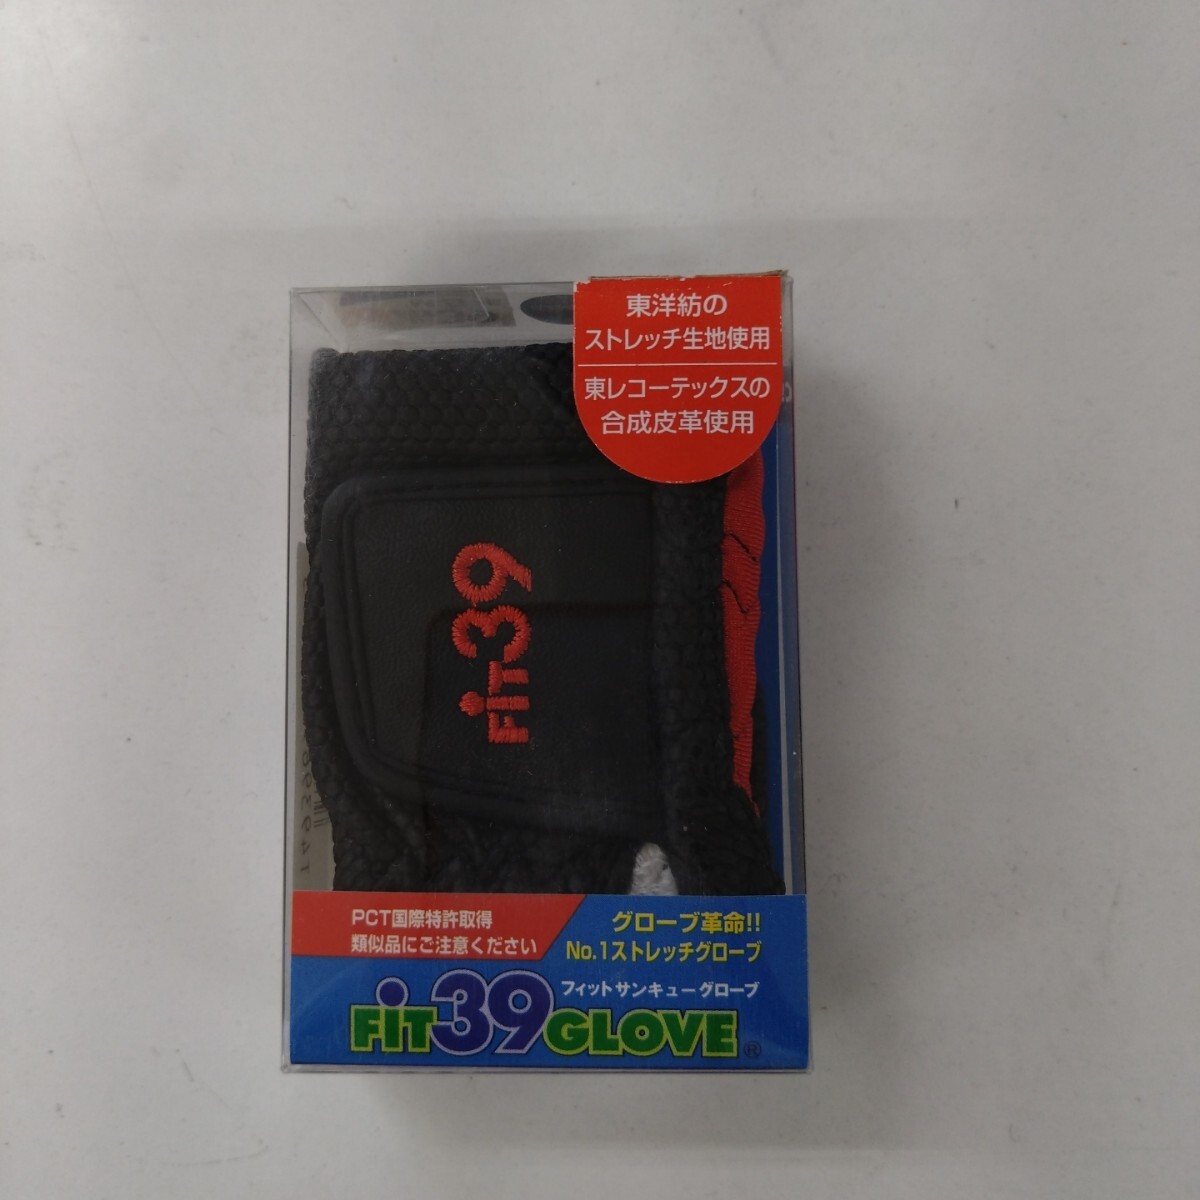 東洋紡の
ストレッチ生地使用
東レコーテックスの
合成皮革使用
FiT39
PCT国際特許取得
類似品にご注意ください
グローブ革命!!
No.1ストレッチグローブ
フィットサンキューグローブ
FiT39GLOVE®